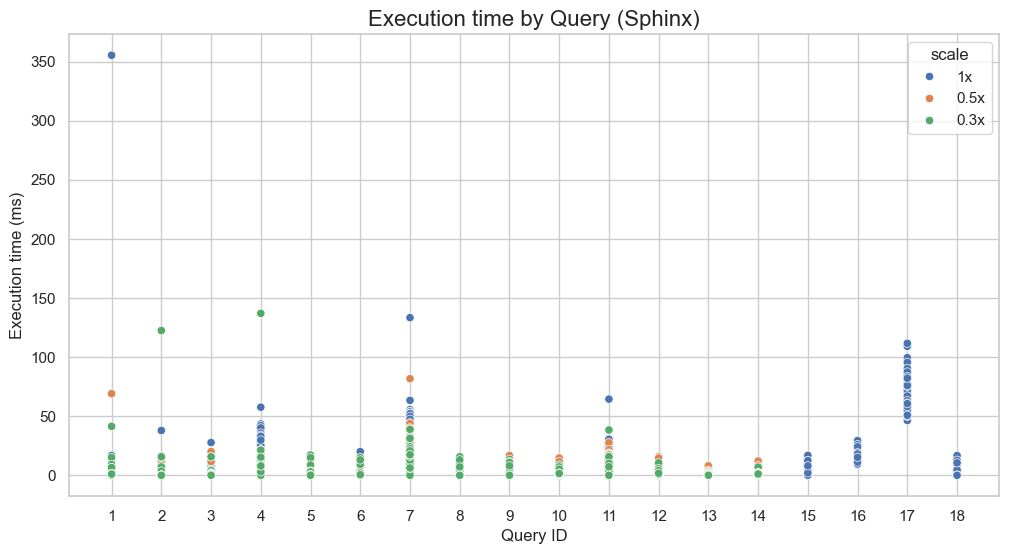 Execution time by Query (Sphinx)
scale
1x
0.5x
0.3x
Execution time (ms)
350
300
250
200
150
100
50
0
1 2 3 4 5 6 7 8 9 10 11 12 13 14 15 16 17 18
Query ID